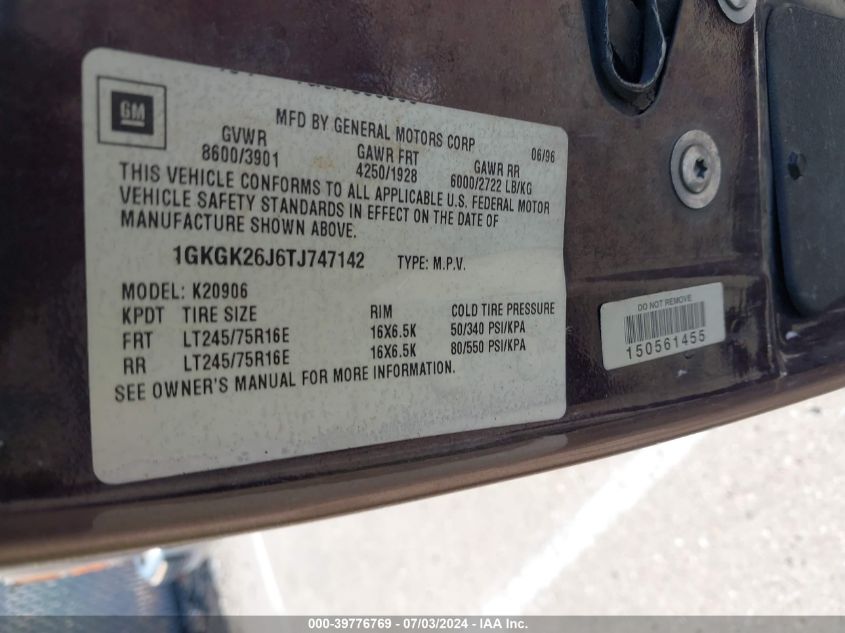 GM
MFD BY GENERAL MOTORS CORP 06/96
GVWR GAWR FRT GAWR RR
8600/3901 4250/1928 6000/2722 LB/KG
THIS VEHICLE CONFORMS TO ALL APPLICABLE U.S. FEDERAL MOTOR
VEHICLE SAFETY STANDARDS IN EFFECT ON THE DATE OF
MANUFACTURE SHOWN ABOVE.
1GKGK26J6TJ747142 TYPE: M.P.V.
MODEL: K20906
KPDT TIRE SIZE RIM COLD TIRE PRESSURE
FRT LT245/75R16E 16X6.5K 50/340 PSI/KPA
RR LT245/75R16E 16X6.5K 80/550 PSI/KPA
SEE OWNER'S MANUAL FOR MORE INFORMATION.
DO NOT REMOVE
150561455
000-39776769 - 07/03/2024 - IAA Inc.